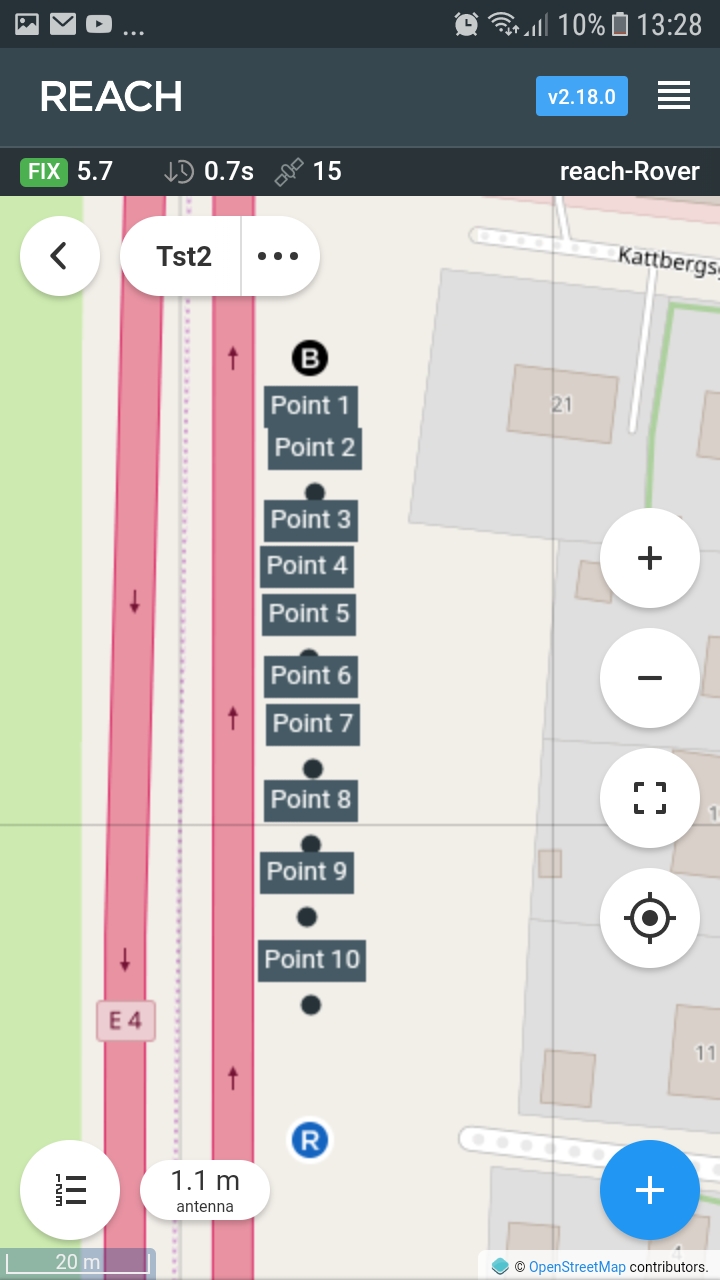 ... 10% 13:28
REACH v2.18.0
FIX 5.7 0.7s 15 reach-Rover
Tst2
Kattbergsg
B
Point 1
21
Point 2
Point 3
Point 4
Point 5
Point 6
Point 7
Point 8
Point 9
Point 10
E 4
11
R
1.1 m
antenna
4
20 m
© OpenStreetMap contributors.